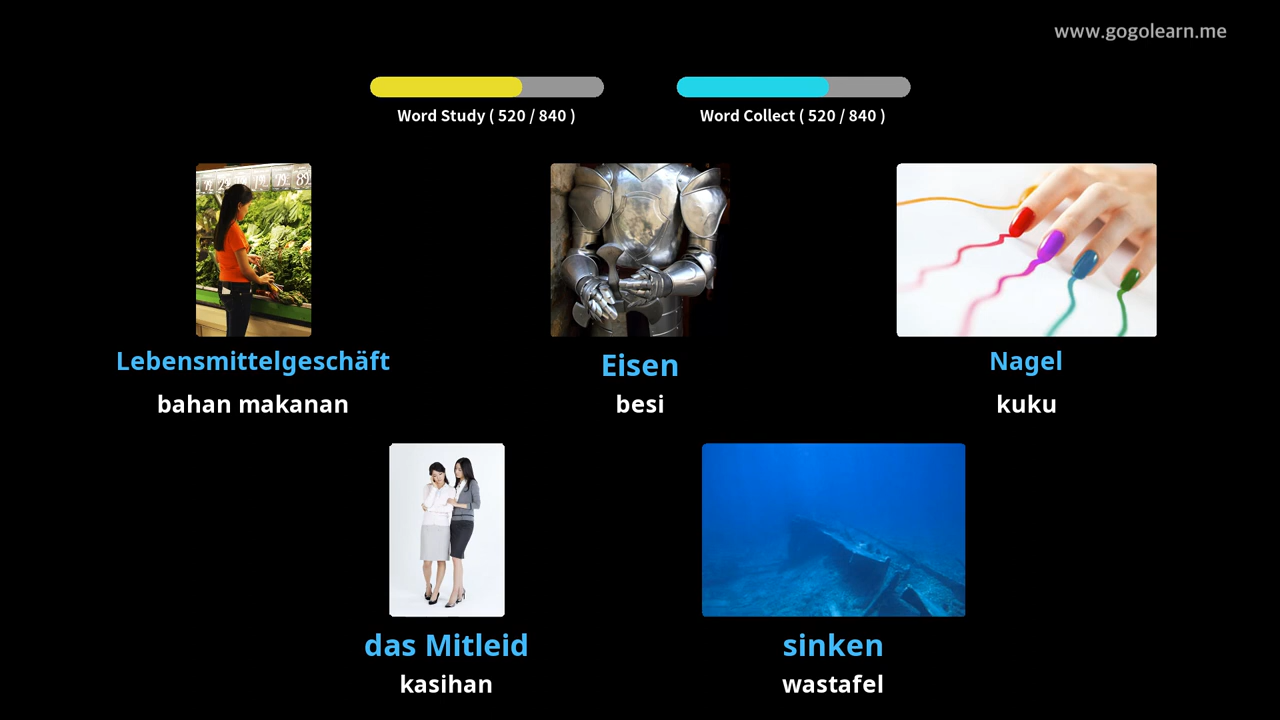 www.gogolearn.me
Word Study ( 520 / 840 )
Word Collect ( 520 / 840 )
Lebensmittelgeschäft
bahan makanan
Eisen
besi
Nagel
kuku
das Mitleid
kasihan
sinken
wastafel